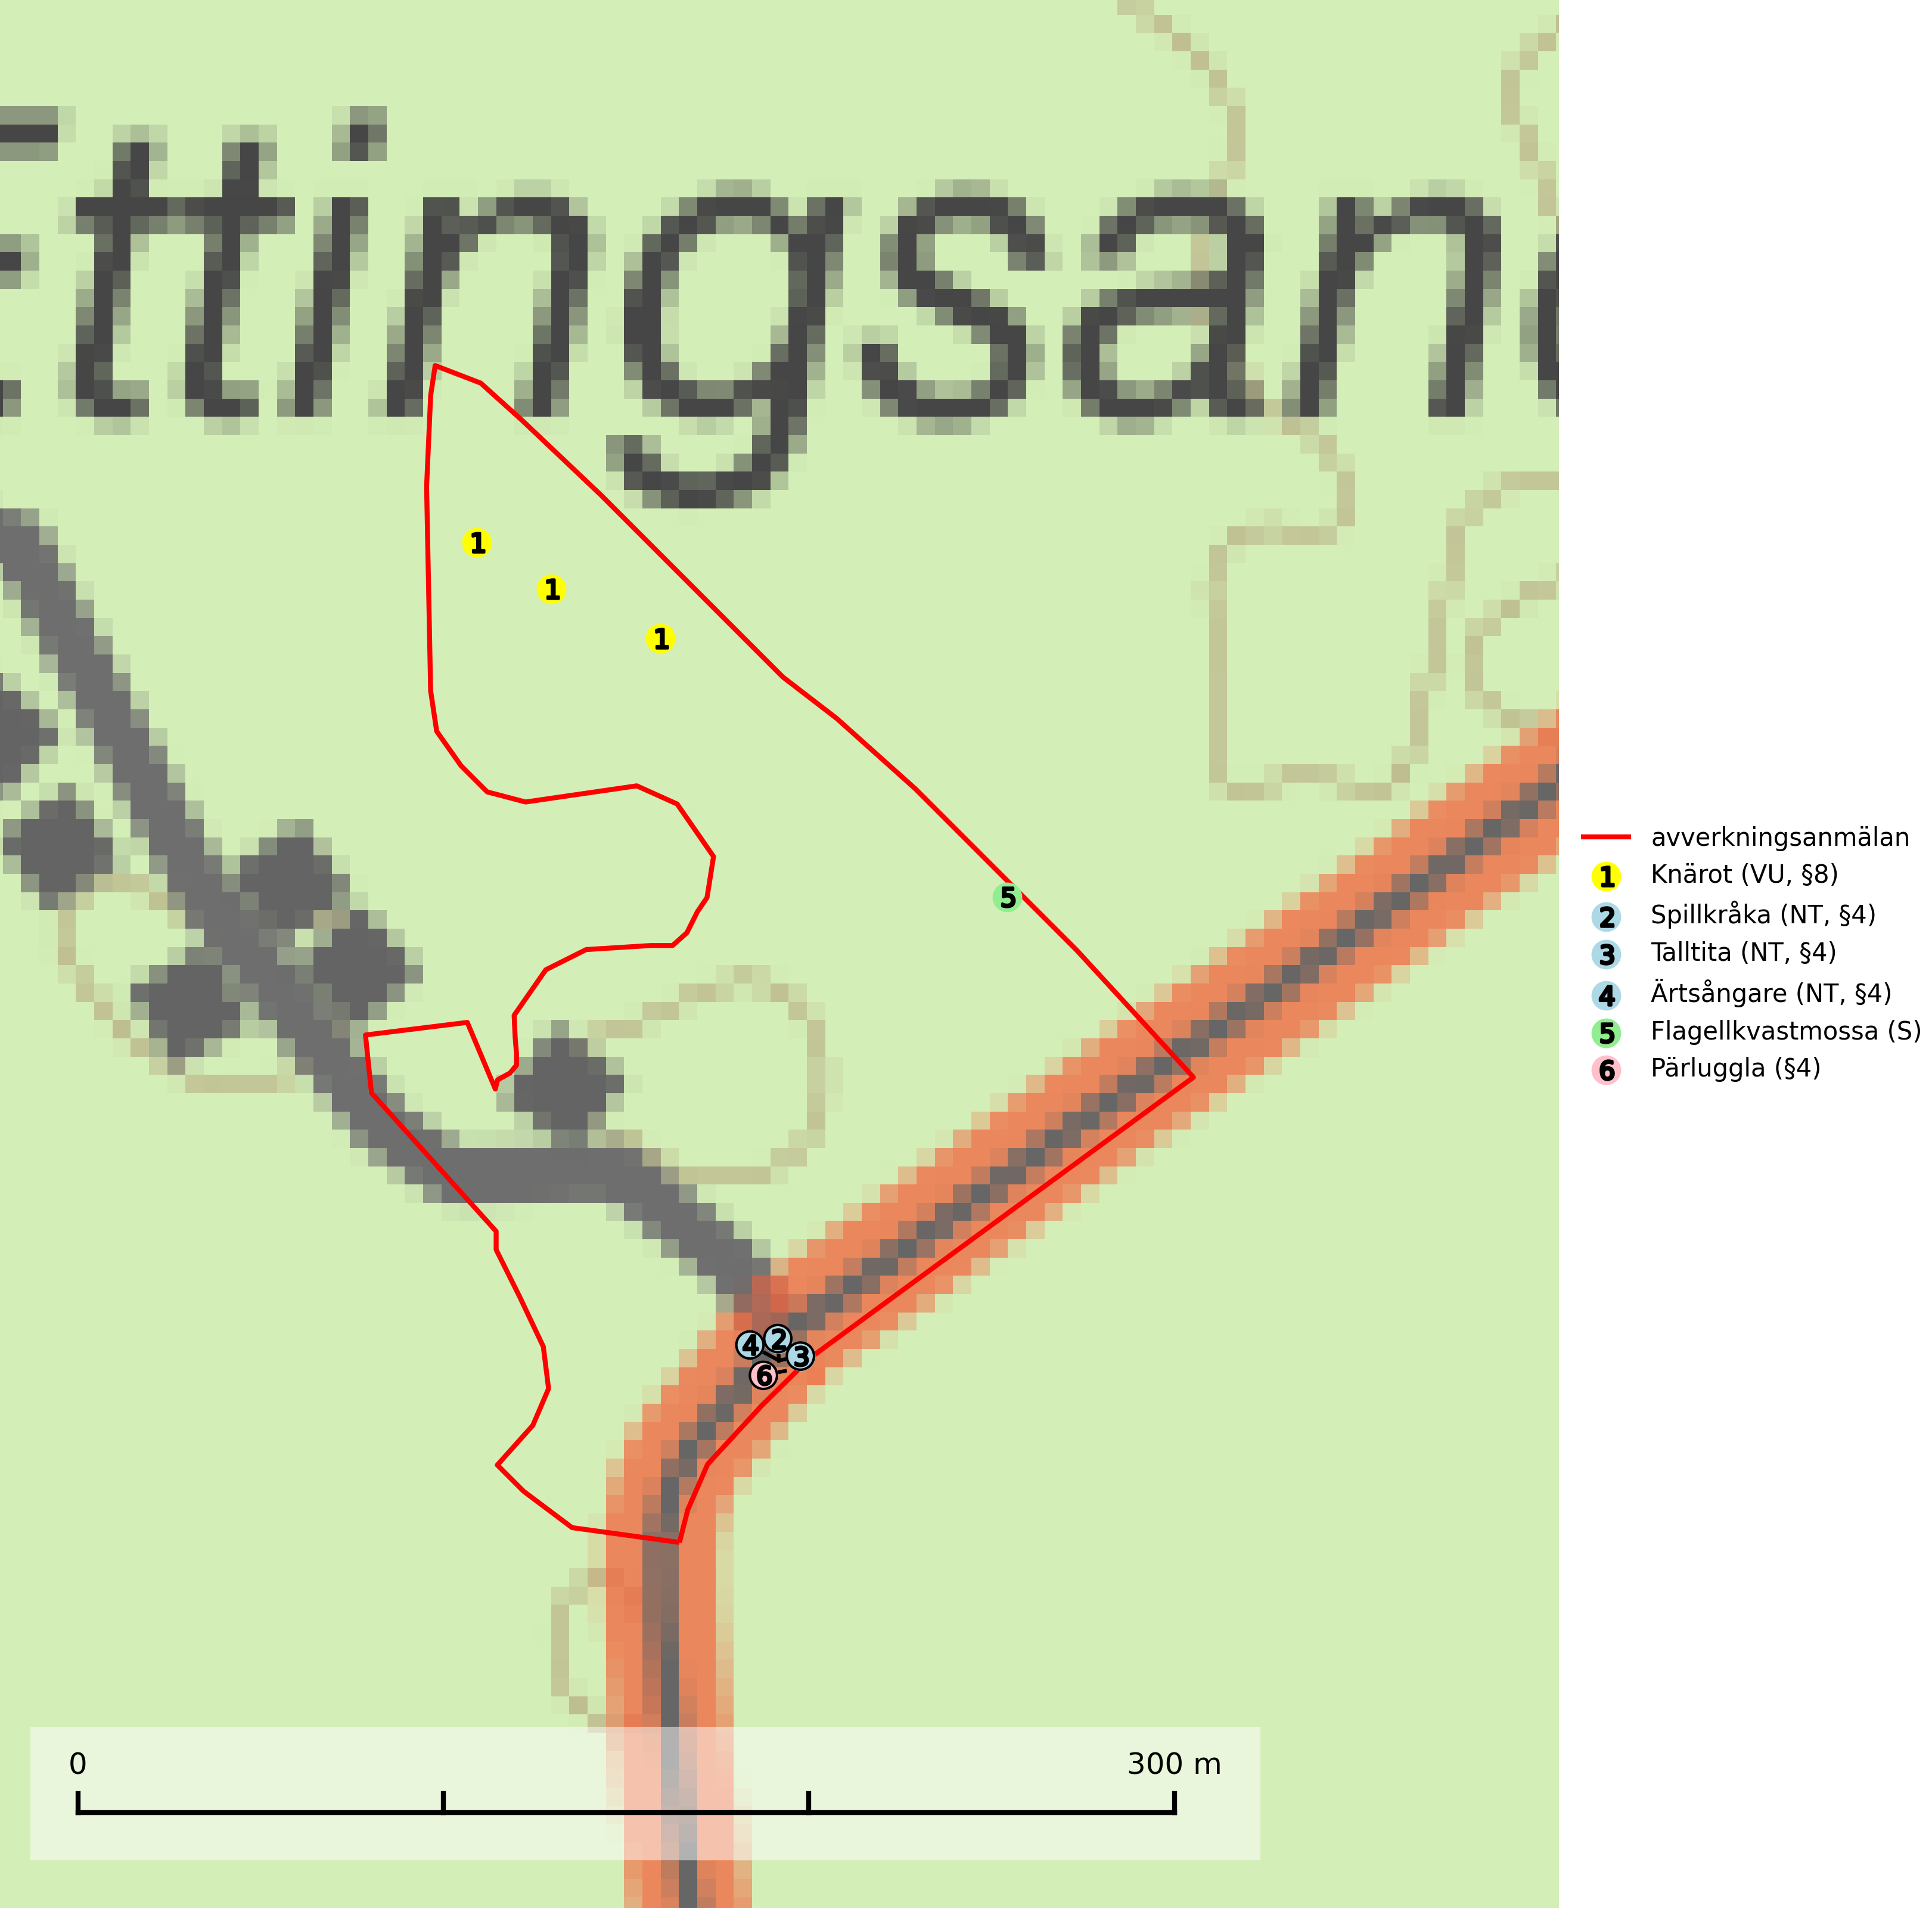 ttingsan
1
1
1
5
4 2
3
6
0 300 m
avverkningsanmälan
1 Knärot (VU, §8)
2 Spillkråka (NT, §4)
3 Talltita (NT, §4)
4 Ärtsångare (NT, §4)
5 Flagellkvastmossa (S)
6 Pärluggla (§4)